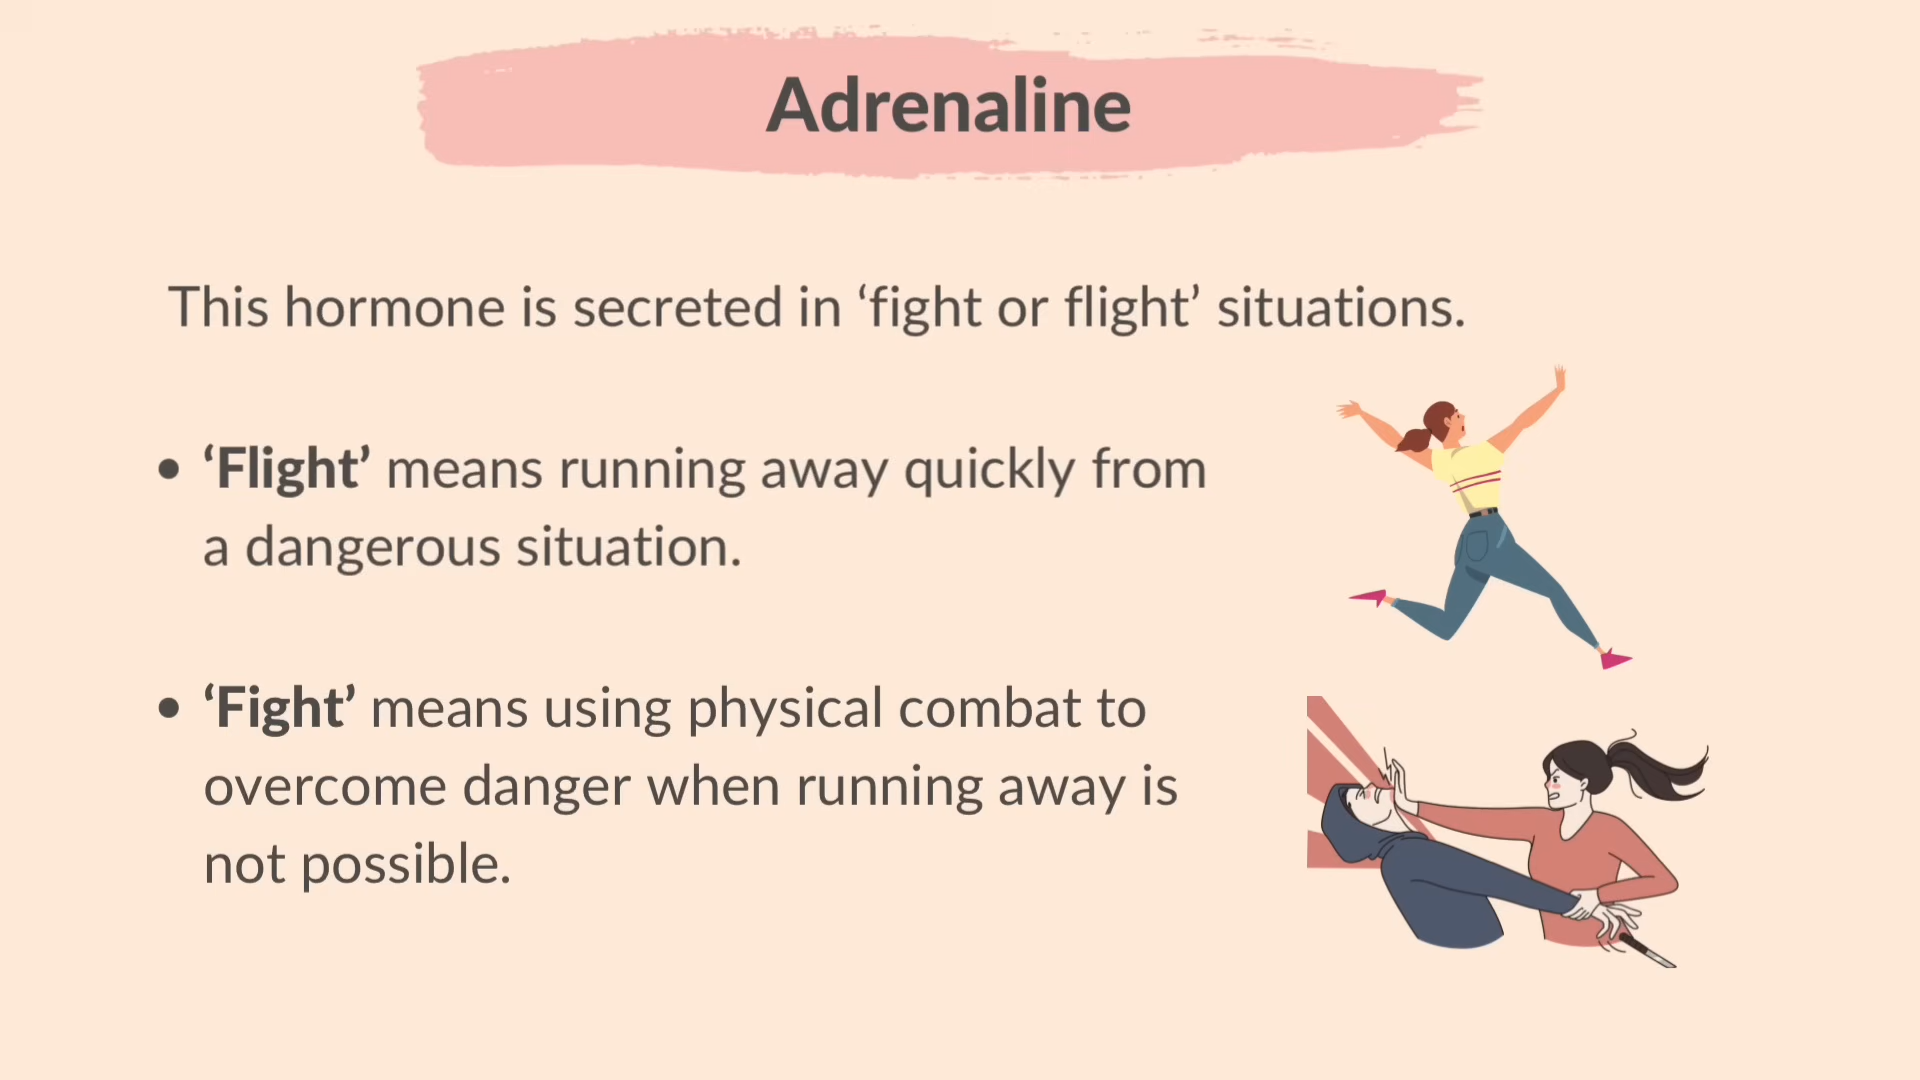 Adrenaline
This hormone is secreted in ‘fight or flight’ situations.
• ‘Flight’ means running away quickly from
a dangerous situation.
• ‘Fight’ means using physical combat to
overcome danger when running away is
not possible.